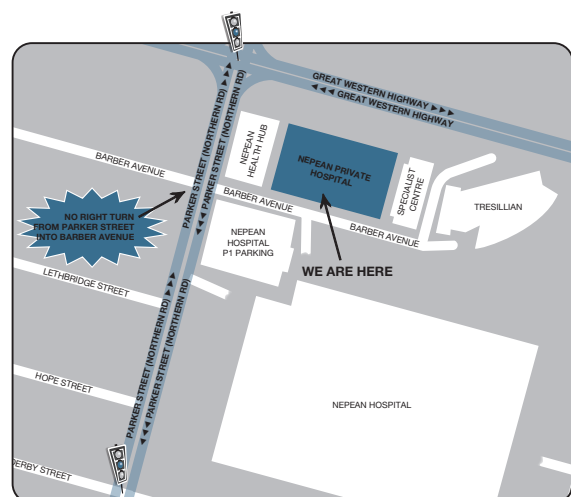 GREAT WESTERN HIGHWAY ►►►
◄◄◄ GREAT WESTERN HIGHWAY
PARKER STREET (NORTHERN RD) ►►►
◄◄◄ PARKER STREET (NORTHERN RD)
NEPEAN
HEALTH HUB
NEPEAN PRIVATE
HOSPITAL
SPECIALIST
CENTRE
TRESILLIAN
BARBER AVENUE
BARBER AVENUE
BARBER AVENUE
NO RIGHT TURN
FROM PARKER STREET
INTO BARBER AVENUE
NEPEAN
HOSPITAL
P1 PARKING
WE ARE HERE
LETHBRIDGE STREET
PARKER STREET (NORTHERN RD) ►►►
◄◄◄ PARKER STREET (NORTHERN RD)
HOPE STREET
NEPEAN HOSPITAL
DERBY STREET